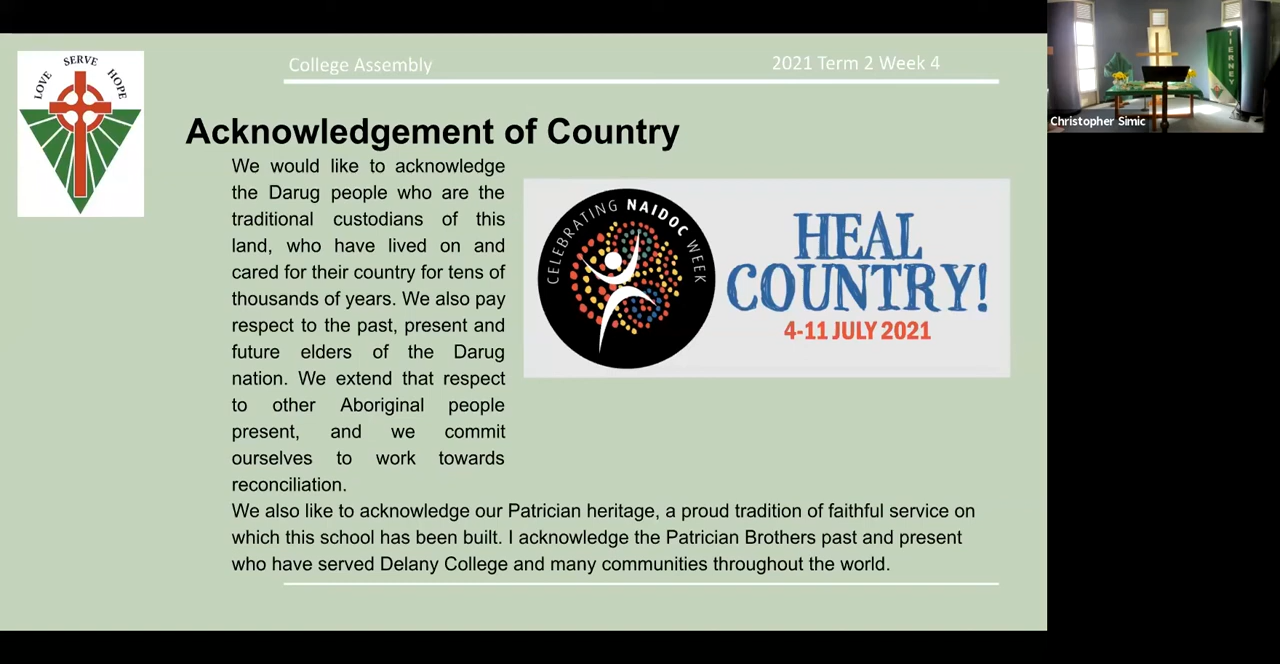 LOVE SERVE HOPE
College Assembly
2021 Term 2 Week 4
Acknowledgement of Country
We would like to acknowledge
the Darug people who are the
traditional custodians of this
land, who have lived on and
cared for their country for tens of
thousands of years. We also pay
respect to the past, present and
future elders of the Darug
nation. We extend that respect
to other Aboriginal people
present, and we commit
ourselves to work towards
reconciliation.
CELEBRATING NAIDOC WEEK
HEAL
COUNTRY!
4-11 JULY 2021
We also like to acknowledge our Patrician heritage, a proud tradition of faithful service on
which this school has been built. I acknowledge the Patrician Brothers past and present
who have served Delany College and many communities throughout the world.
TIERNEY
Christopher Simic